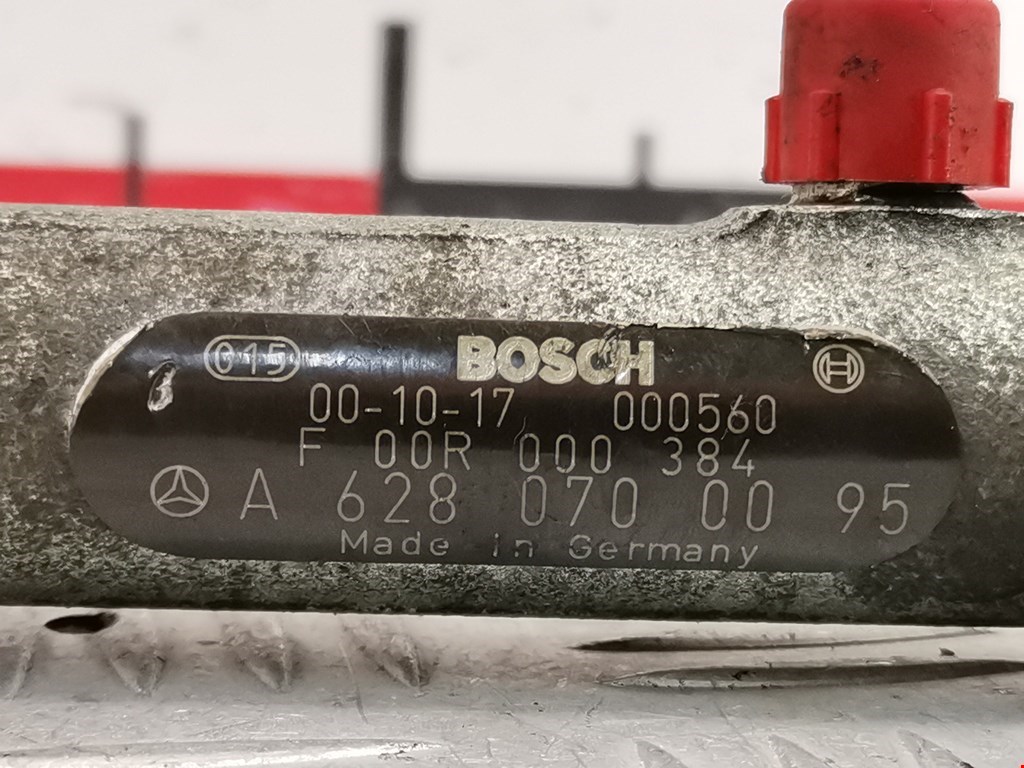 015 BOSCH
00-10-17 000560
F 00R 000 384
A 628 070 00 95
Made in Germany